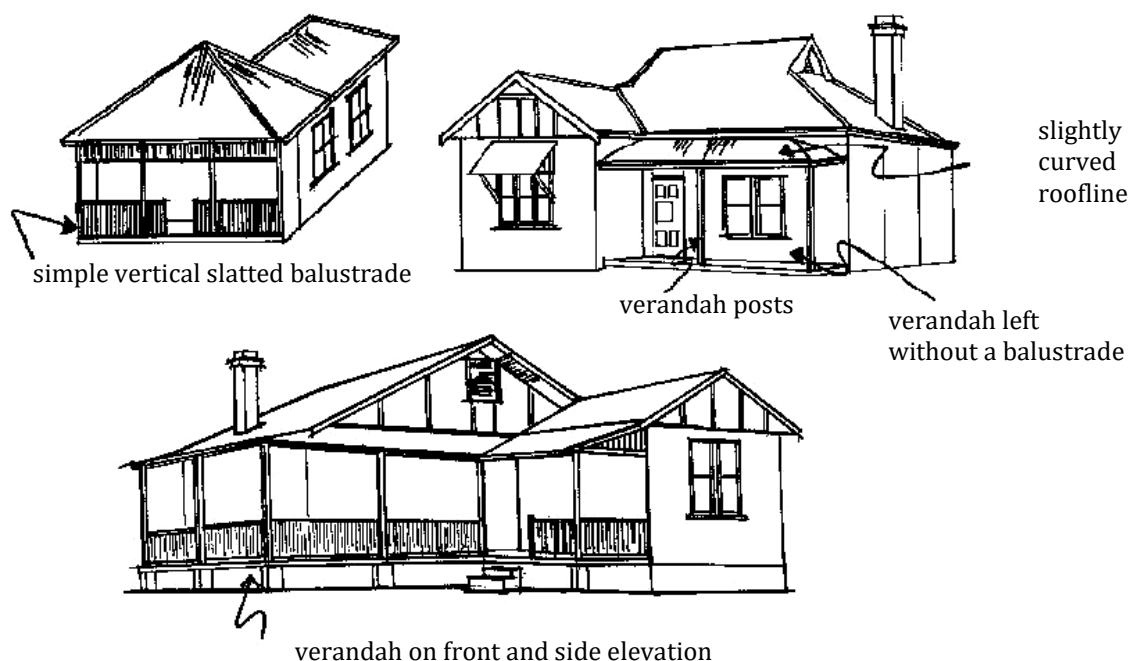 slightly
curved
roofline
simple vertical slatted balustrade
verandah posts
verandah left
without a balustrade
verandah on front and side elevation